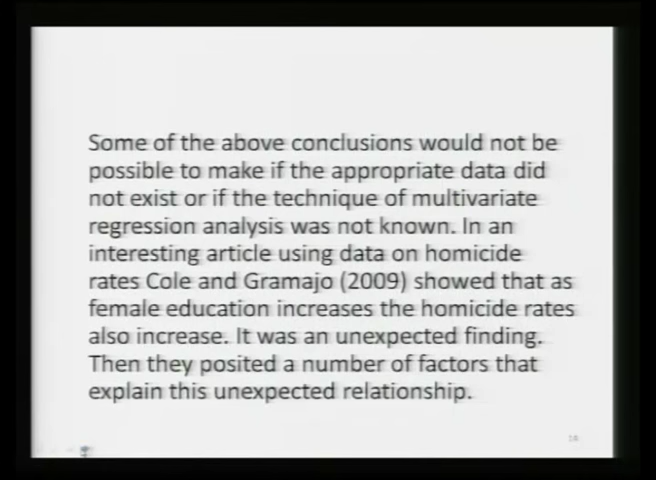 Some of the above conclusions would not be
possible to make if the appropriate data did
not exist or if the technique of multivariate
regression analysis was not known. In an
interesting article using data on homicide
rates Cole and Gramajo (2009) showed that as
female education increases the homicide rates
also increase. It was an unexpected finding.
Then they posited a number of factors that
explain this unexpected relationship.